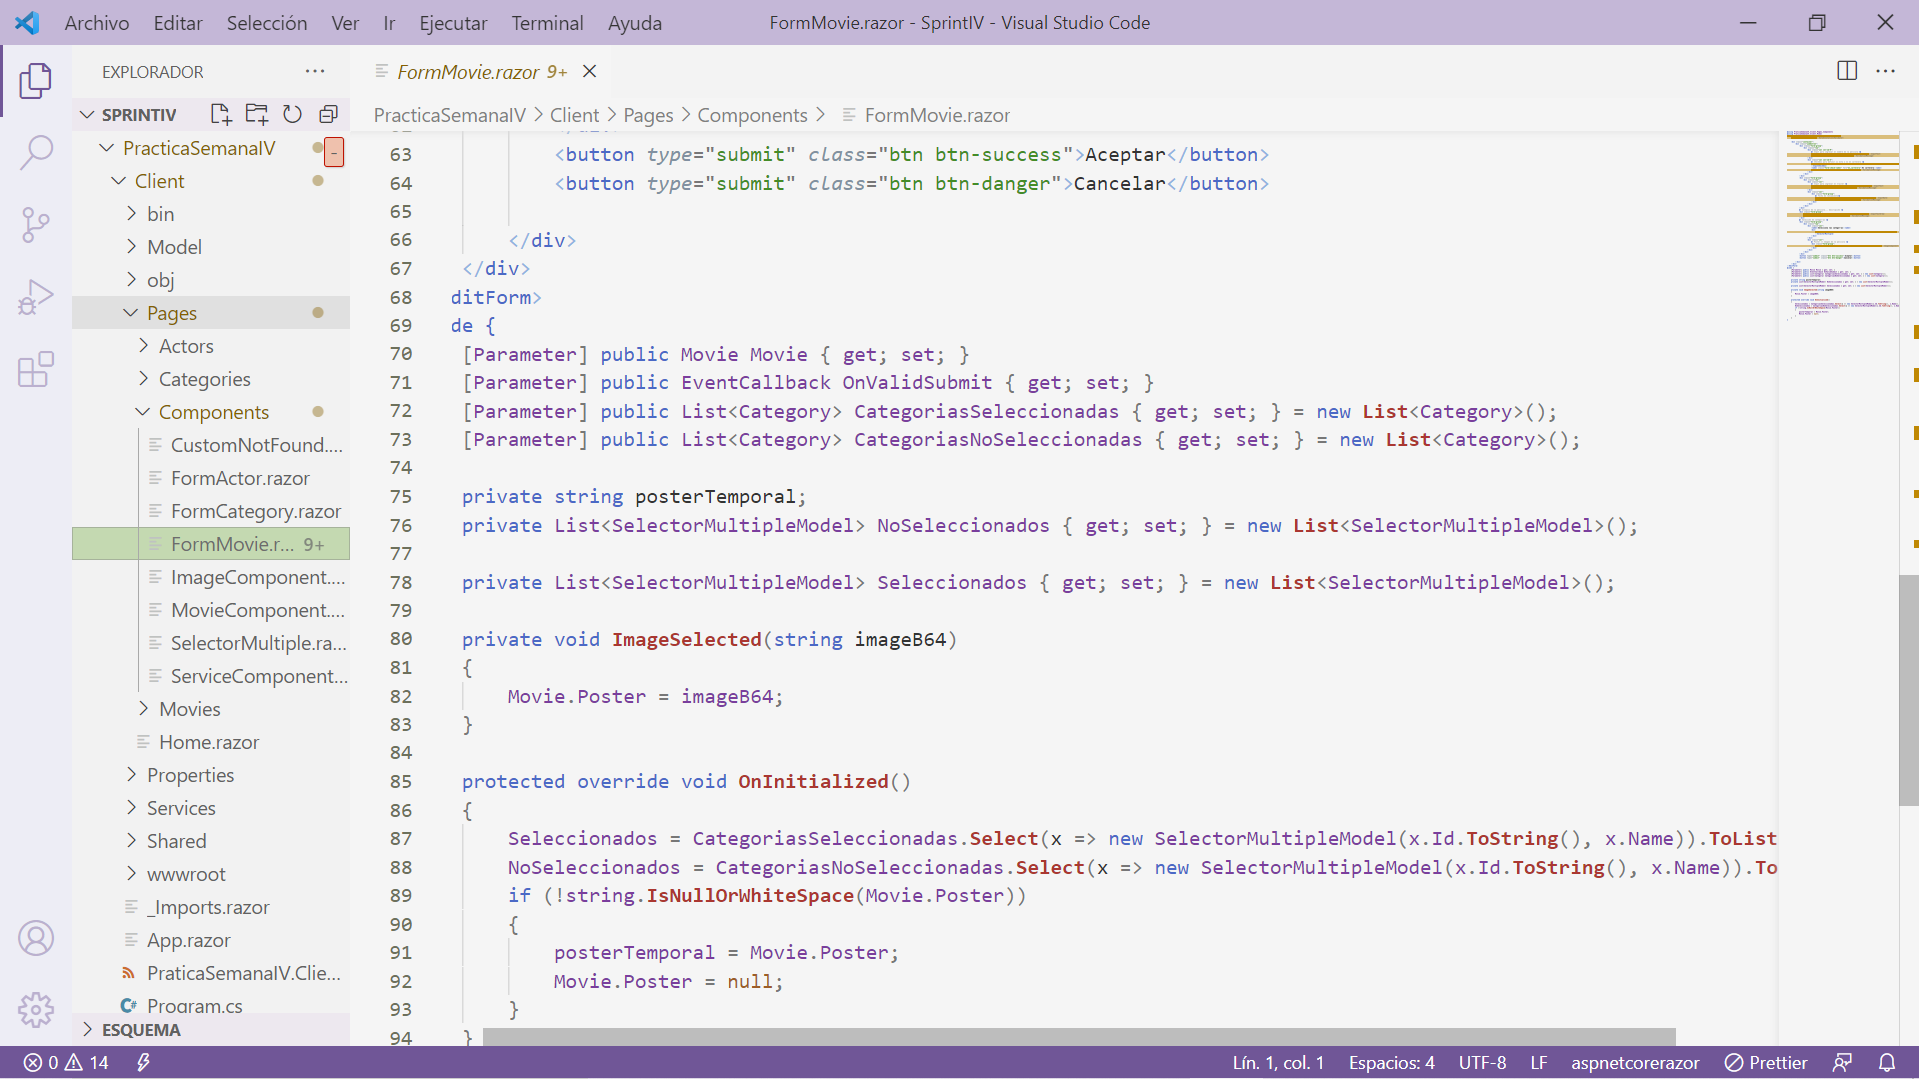 Archivo Editar Selección Ver Ir Ejecutar Terminal Ayuda
FormMovie.razor - SprintIV - Visual Studio Code
EXPLORADOR
SPRINTIV
PracticaSemanaIV
Client
bin
Model
obj
Pages
Actors
Categories
Components
CustomNotFound....
FormActor.razor
FormCategory.razor
FormMovie.r... 9+
ImageComponent....
MovieComponent....
SelectorMultiple.ra...
ServiceComponent...
Movies
Home.razor
Properties
Services
Shared
wwwroot
_Imports.razor
App.razor
PraticaSemanaIV.Clie...
Program.cs
ESQUEMA
FormMovie.razor 9+
PracticaSemanaIV > Client > Pages > Components > FormMovie.razor
63 <button type="submit" class="btn btn-success">Aceptar</button>
64 <button type="submit" class="btn btn-danger">Cancelar</button>
65
66 </div>
67 </div>
68 ditForm>
69 de {
70 [Parameter] public Movie Movie { get; set; }
71 [Parameter] public EventCallback OnValidSubmit { get; set; }
72 [Parameter] public List<Category> CategoriasSeleccionadas { get; set; } = new List<Category>();
73 [Parameter] public List<Category> CategoriasNoSeleccionadas { get; set; } = new List<Category>();
74
75 private string posterTemporal;
76 private List<SelectorMultipleModel> NoSeleccionados { get; set; } = new List<SelectorMultipleModel>();
77
78 private List<SelectorMultipleModel> Seleccionados { get; set; } = new List<SelectorMultipleModel>();
79
80 private void ImageSelected(string imageB64)
81 {
82 Movie.Poster = imageB64;
83 }
84
85 protected override void OnInitialized()
86 {
87 Seleccionados = CategoriasSeleccionadas.Select(x => new SelectorMultipleModel(x.Id.ToString(), x.Name)).ToList
88 NoSeleccionados = CategoriasNoSeleccionadas.Select(x => new SelectorMultipleModel(x.Id.ToString(), x.Name)).To
89 if (!string.IsNullOrWhiteSpace(Movie.Poster))
90 {
91 posterTemporal = Movie.Poster;
92 Movie.Poster = null;
93 }
94 }
0 14
Lín. 1, col. 1 Espacios: 4 UTF-8 LF aspnetcorerazor Prettier